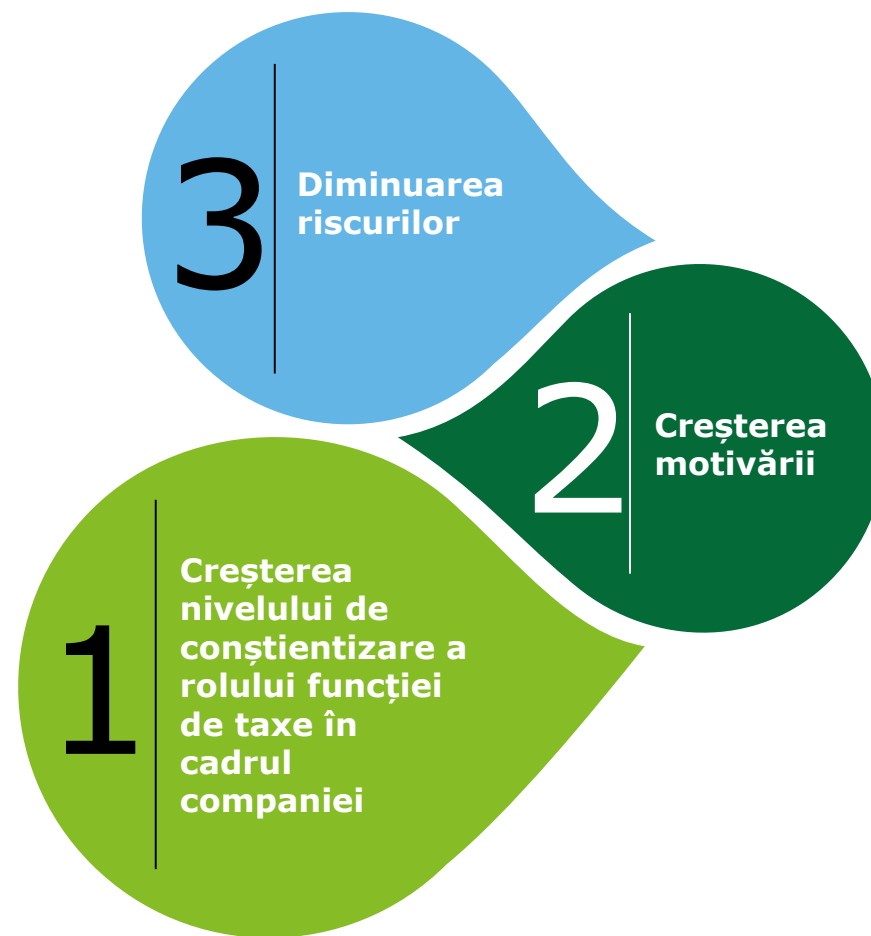 3
Diminuarea
riscurilor
2
Creșterea
motivării
1
Creșterea
nivelului de
conștientizare a
rolului funcției
de taxe în
cadrul
companiei